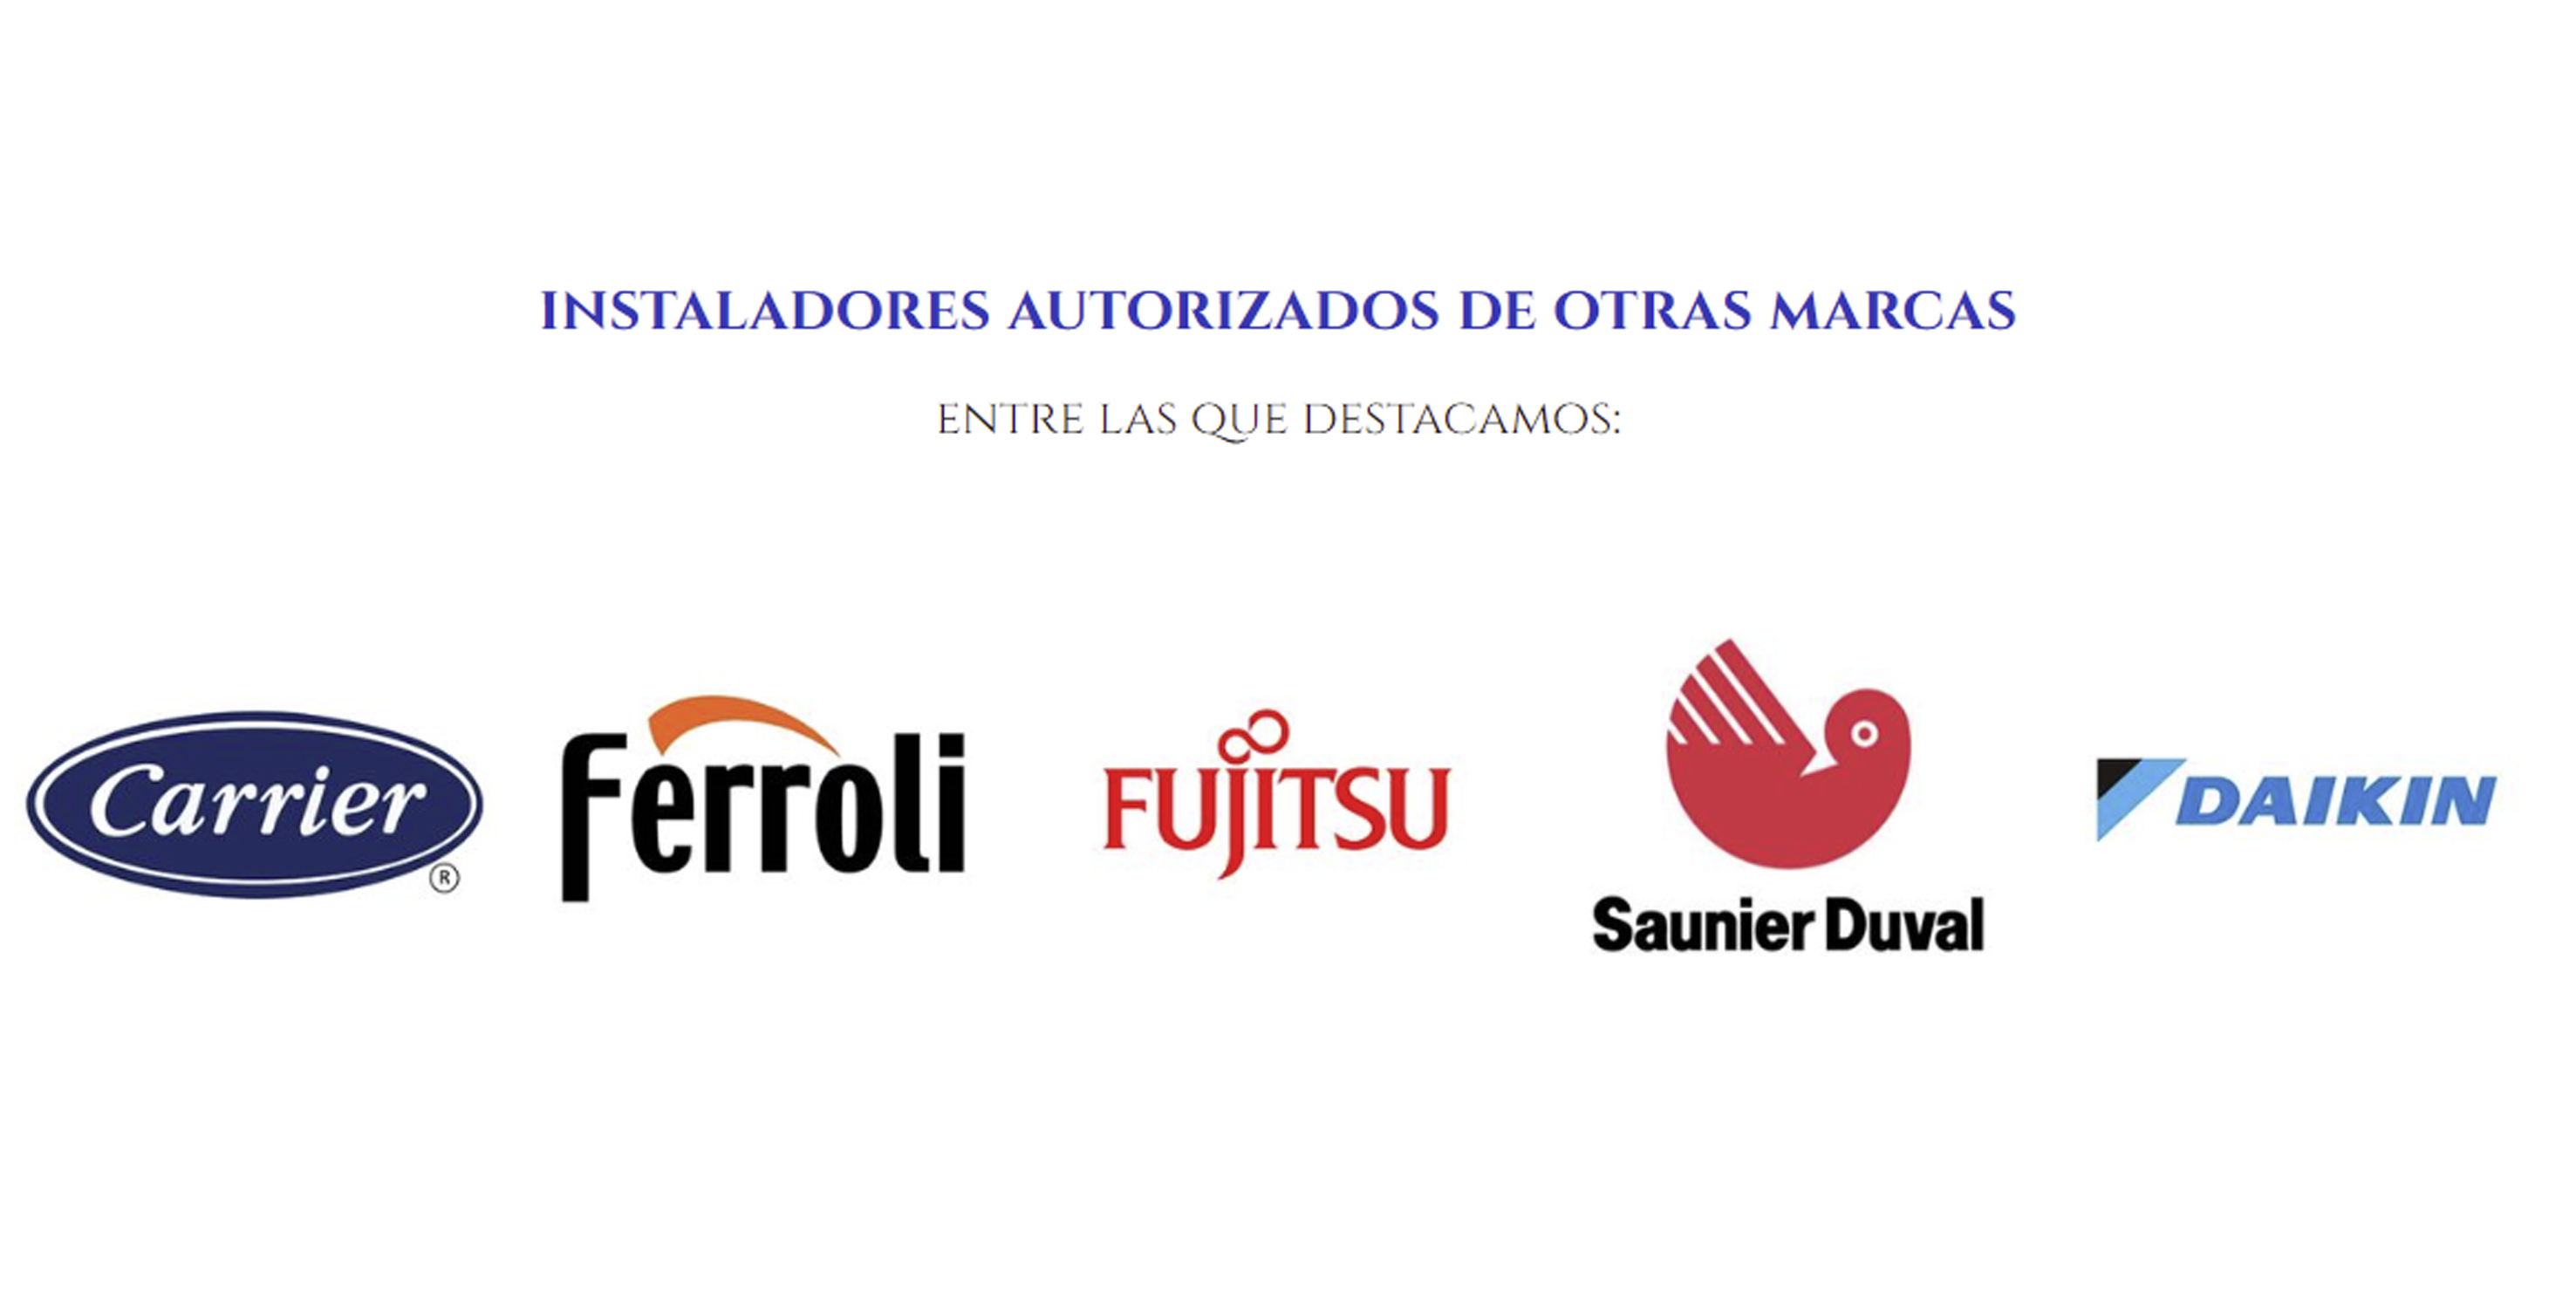 INSTALADORES AUTORIZADOS DE OTRAS MARCAS
ENTRE LAS QUE DESTACAMOS:
Carrier ®
Ferroli
FUJITSU
Saunier Duval
DAIKIN